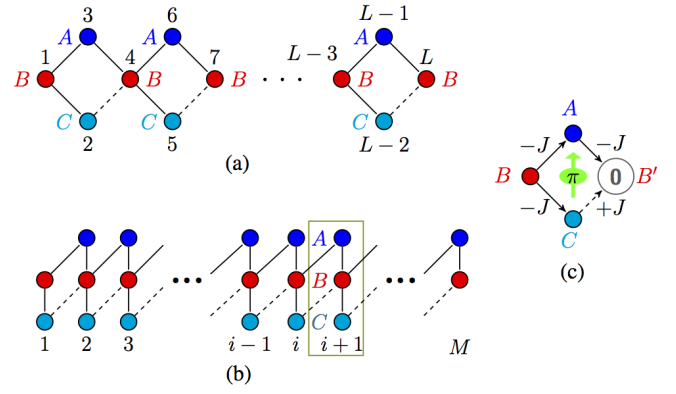 3 6 L − 1
A A A
1 4 7 L − 3 L
B B B · · · B B
C C C
2 5 L − 2
(a)
A
−J −J
B π 0 B′
−J +J
C
(c)
A
··· B ···
C
1 2 3 i − 1 i i + 1 M
(b)